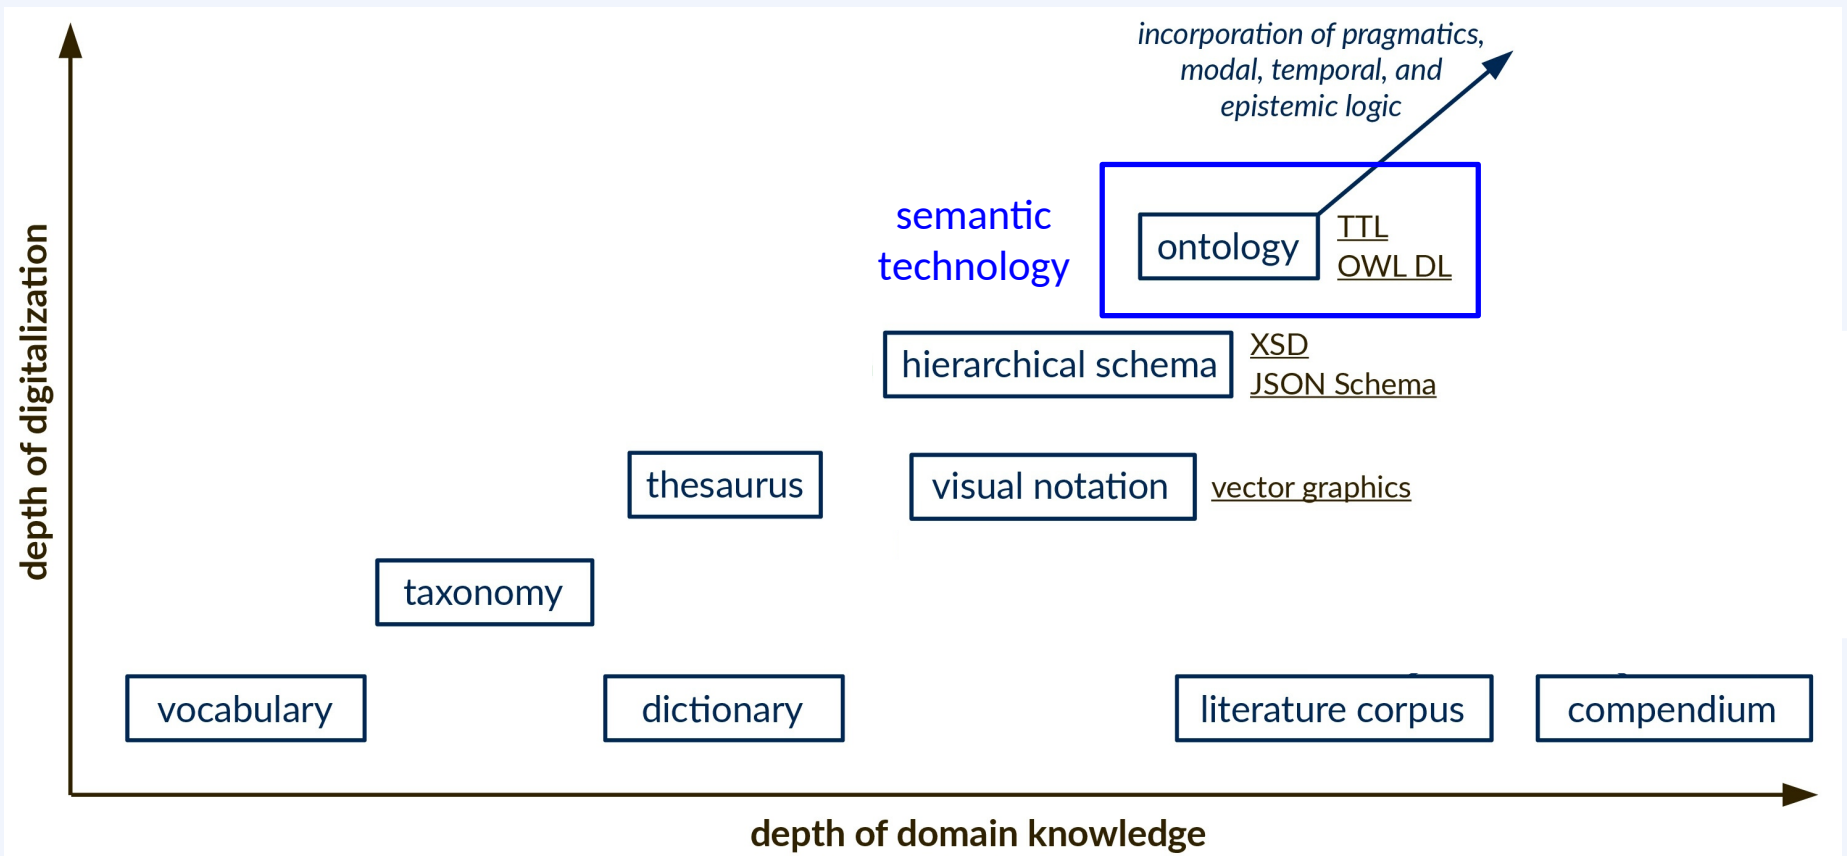 incorporation of pragmatics,
modal, temporal, and
epistemic logic
semantic
technology
ontology
TTL
OWL DL
hierarchical schema
XSD
JSON Schema
thesaurus
visual notation
vector graphics
taxonomy
vocabulary
dictionary
literature corpus
compendium
depth of digitalization
depth of domain knowledge